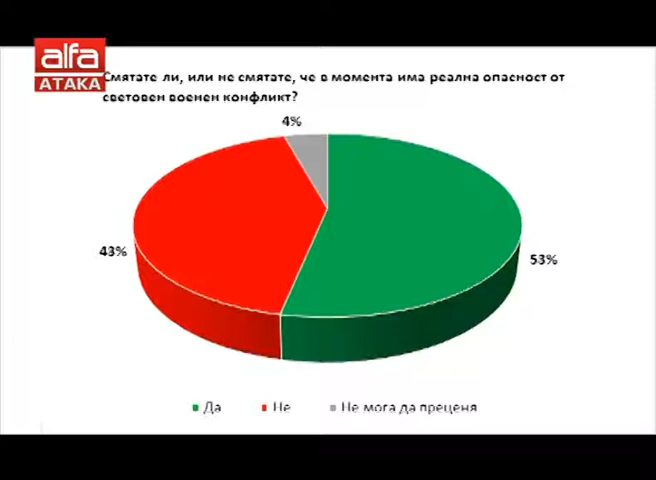 alfa
АТАКА
Смятате ли, или не смятате, че в момента има реална опасност от
световен военен конфликт?
4%
43%
53%
Да Не Не мога да преценя